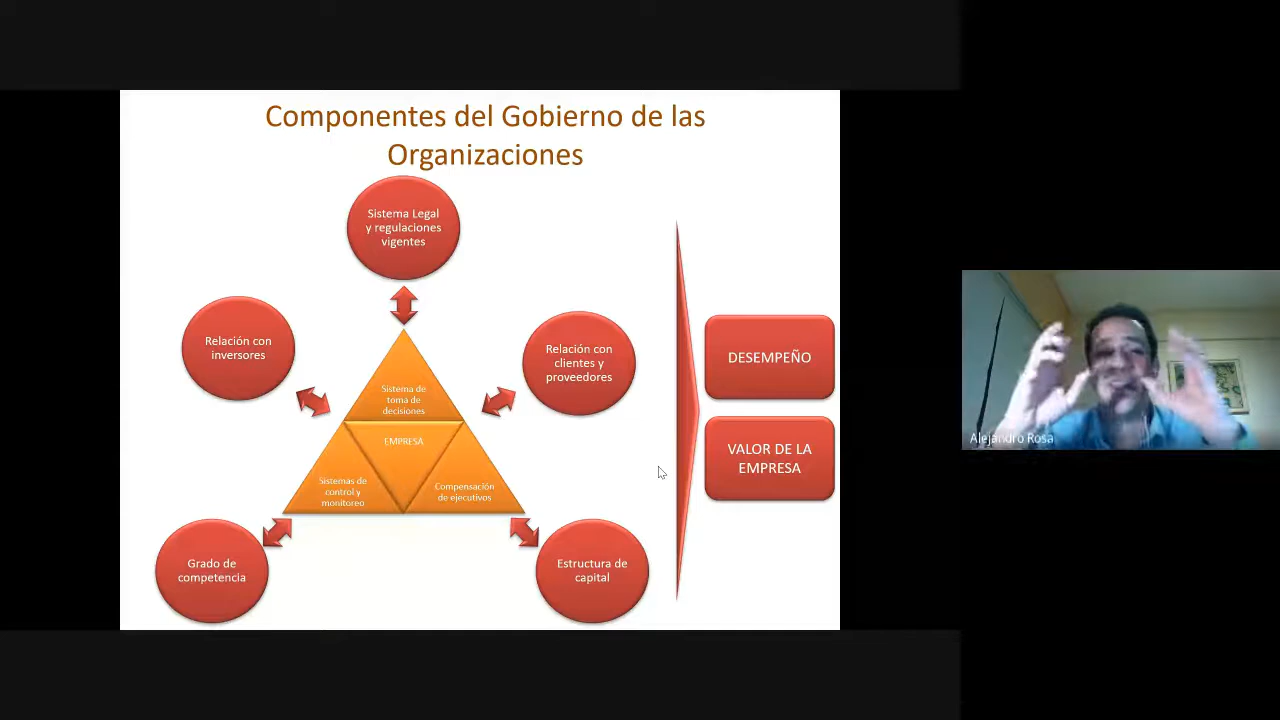 Componentes del Gobierno de las
Organizaciones
Sistema Legal
y regulaciones
vigentes
Relación con
inversores
Relación con
clientes y
proveedores
Sistema de
toma de
decisiones
EMPRESA
Sistemas de
control y
monitoreo
Compensación
de ejecutivos
Grado de
competencia
Estructura de
capital
DESEMPEÑO
VALOR DE LA
EMPRESA
Alejandro Rosa